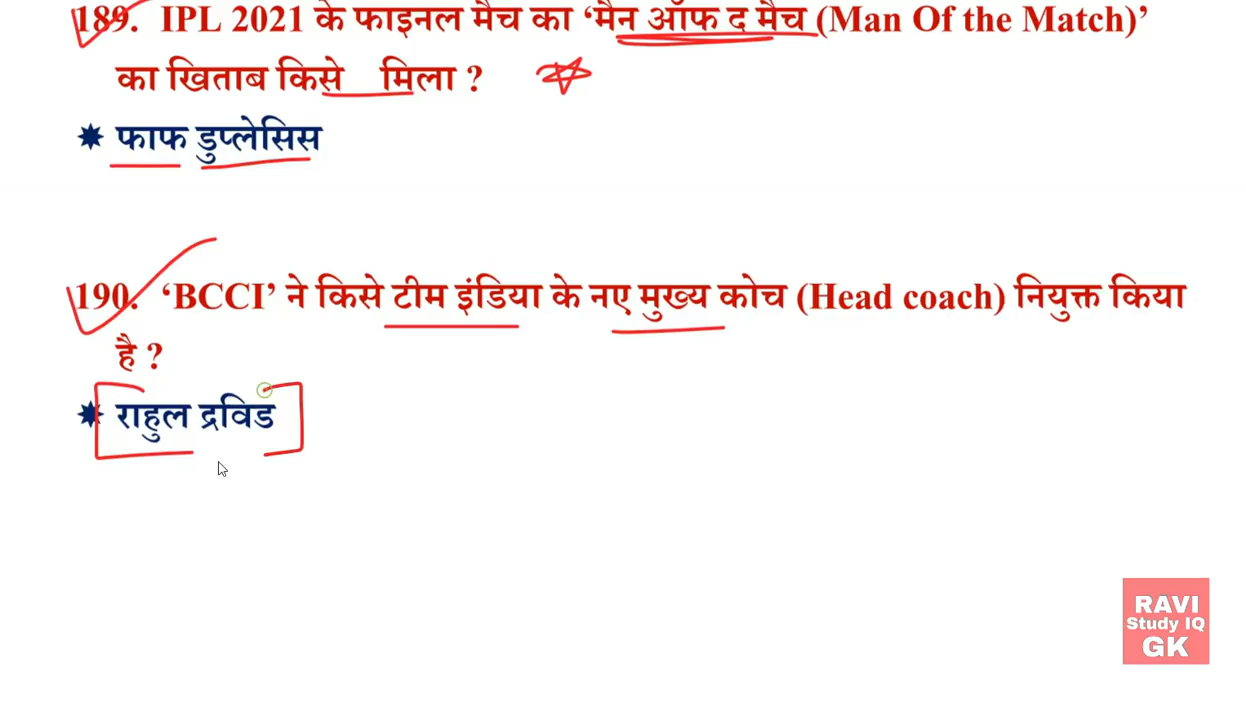 189. IPL 2021 के फाइनल मैच का ‘मैन ऑफ द मैच (Man Of the Match)’
का खिताब किसे मिला ?
✷ फाफ डुप्लेसिस
190. ‘BCCI’ ने किसे टीम इंडिया के नए मुख्य कोच (Head coach) नियुक्त किया
है ?
✷ राहुल द्रविड
RAVI
Study IQ
GK